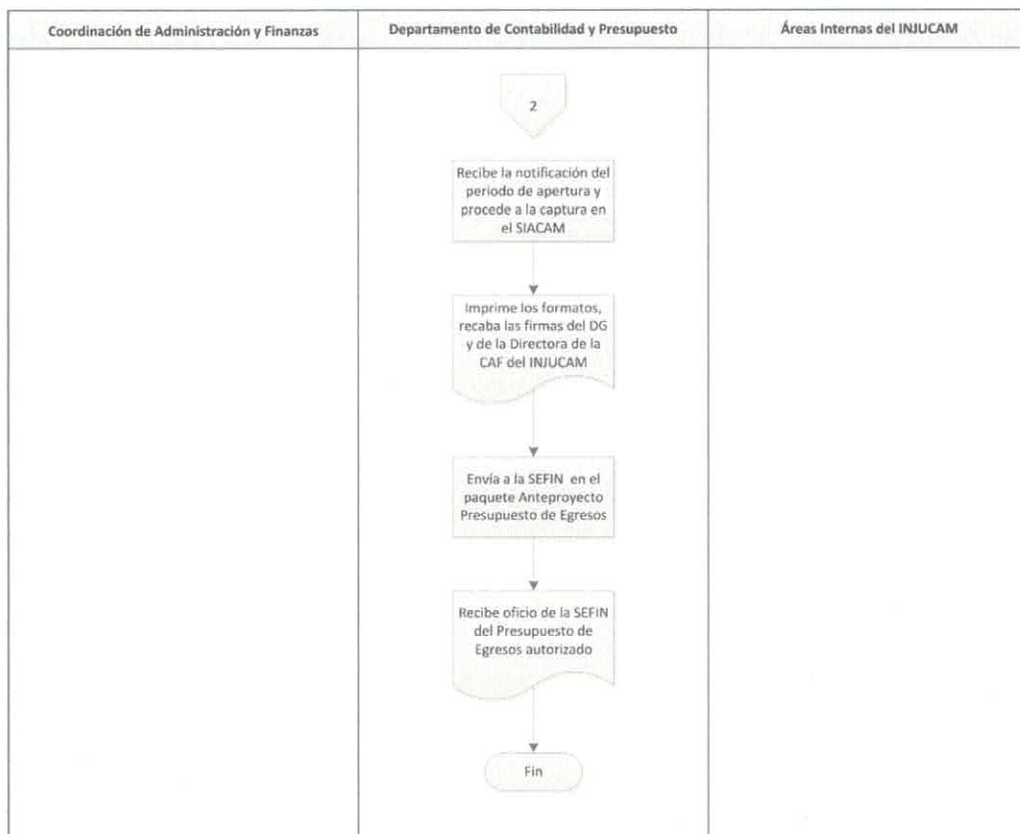 Coordinación de Administración y Finanzas
Departamento de Contabilidad y Presupuesto
Áreas Internas del INJUCAM
2
Recibe la notificación del
periodo de apertura y
procede a la captura en
el SIACAM
Imprime los formatos,
recaba las firmas del DG
y de la Directora de la
CAF del INJUCAM
Envía a la SEFIN en el
paquete Anteproyecto
Presupuesto de Egresos
Recibe oficio de la SEFIN
del Presupuesto de
Egresos autorizado
Fin